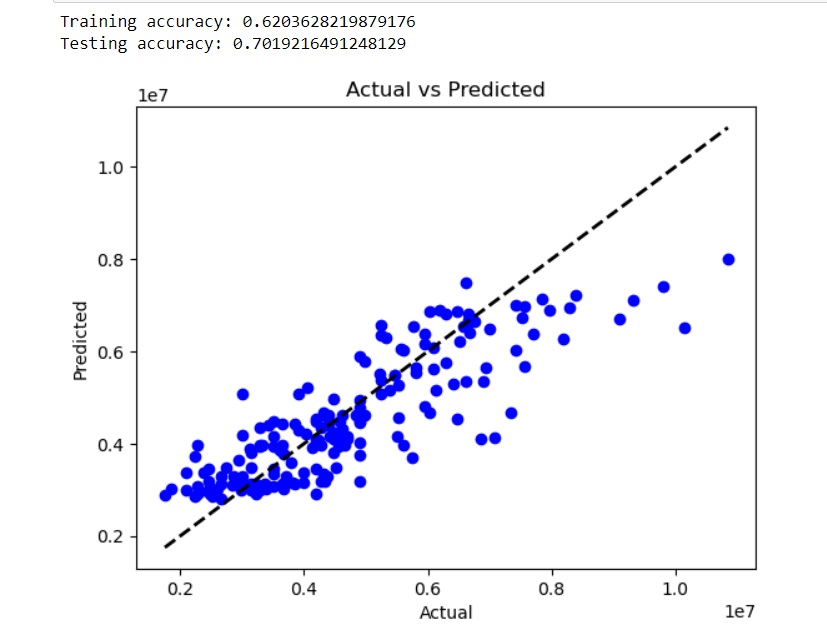 Training accuracy: 0.6203628219879176
Testing accuracy: 0.7019216491248129
Actual vs Predicted
1e7
1.0
0.8
0.6
0.4
0.2
Predicted
0.2 0.4 0.6 0.8 1.0
Actual
1e7